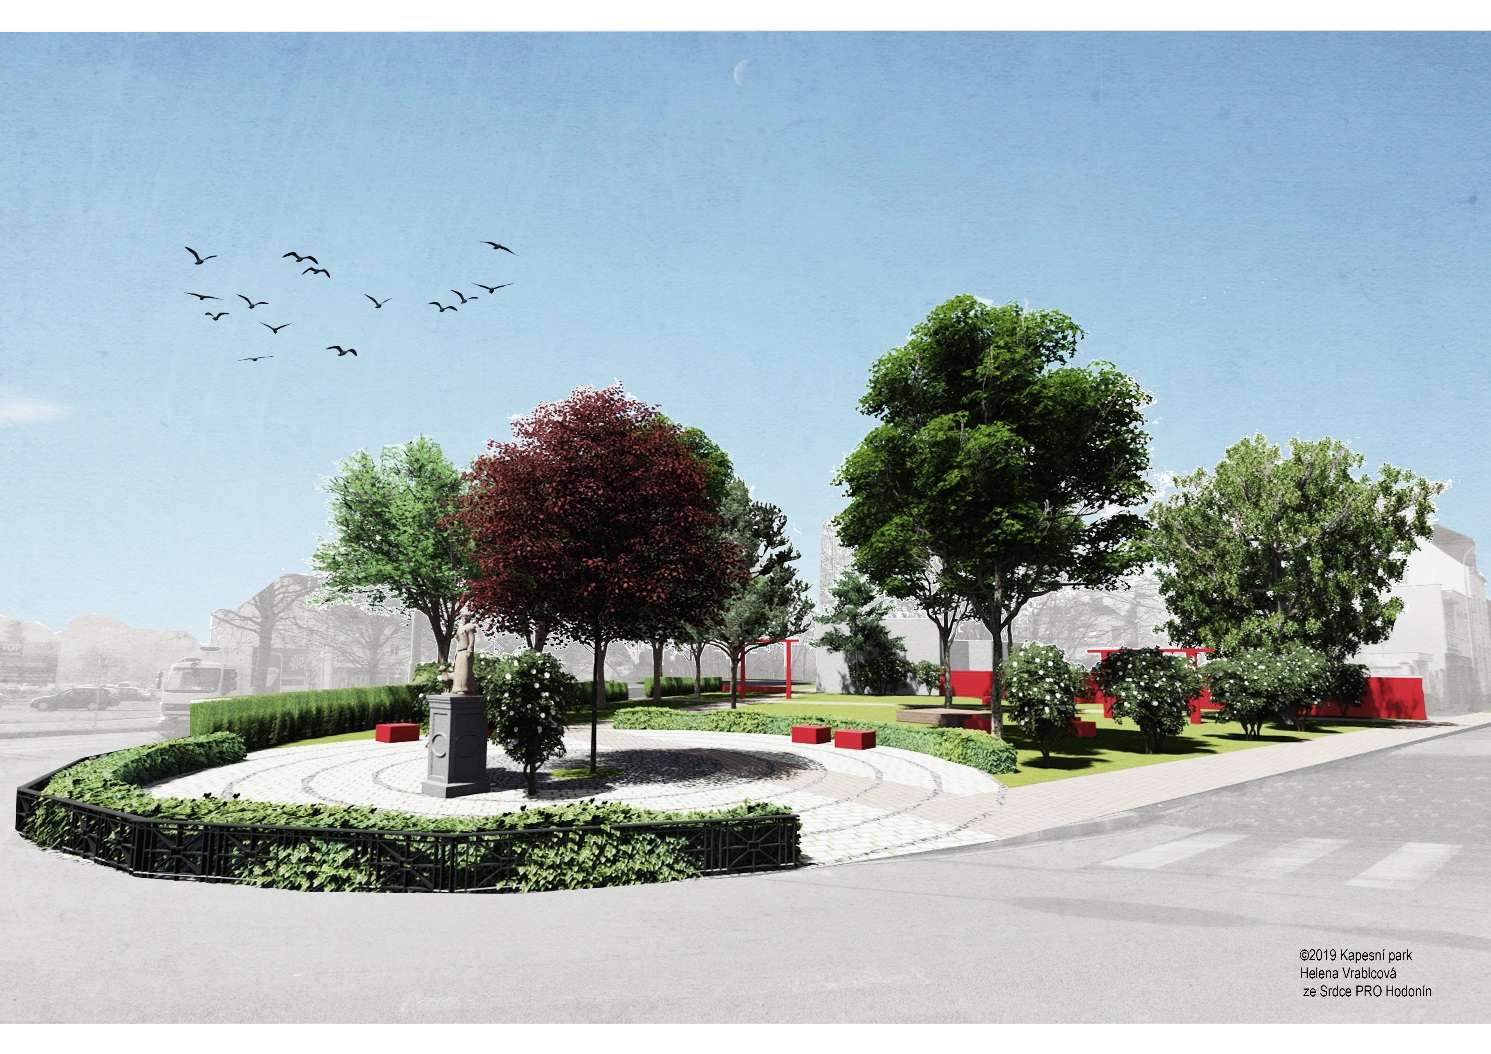 ©2019 Kapesní park
Helena Vrablcová
ze Srdce PRO Hodonín